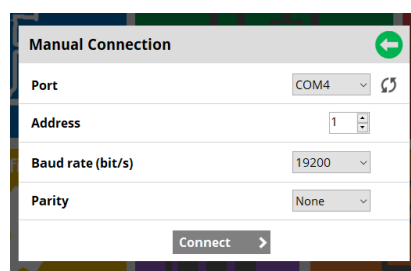 Manual Connection
Port COM4
Address 1
Baud rate (bit/s) 19200
Parity None
Connect